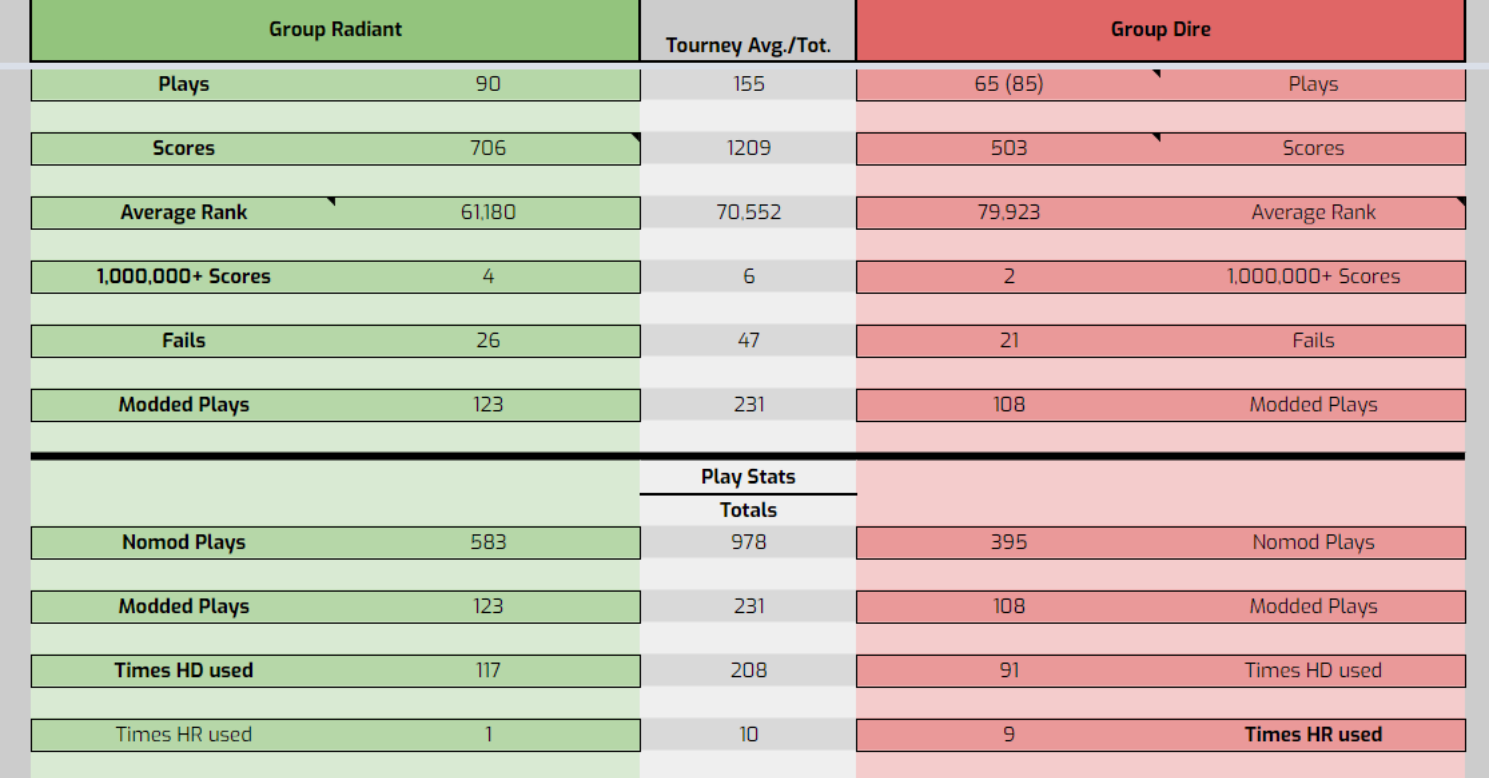 Group Radiant Tourney Avg./Tot. Group Dire
Plays 90 155 65 (85) Plays
Scores 706 1209 503 Scores
Average Rank 61,180 70,552 79,923 Average Rank
1,000,000+ Scores 4 6 2 1,000,000+ Scores
Fails 26 47 21 Fails
Modded Plays 123 231 108 Modded Plays
Play Stats
Totals
Nomod Plays 583 978 395 Nomod Plays
Modded Plays 123 231 108 Modded Plays
Times HD used 117 208 91 Times HD used
Times HR used 1 10 9 Times HR used